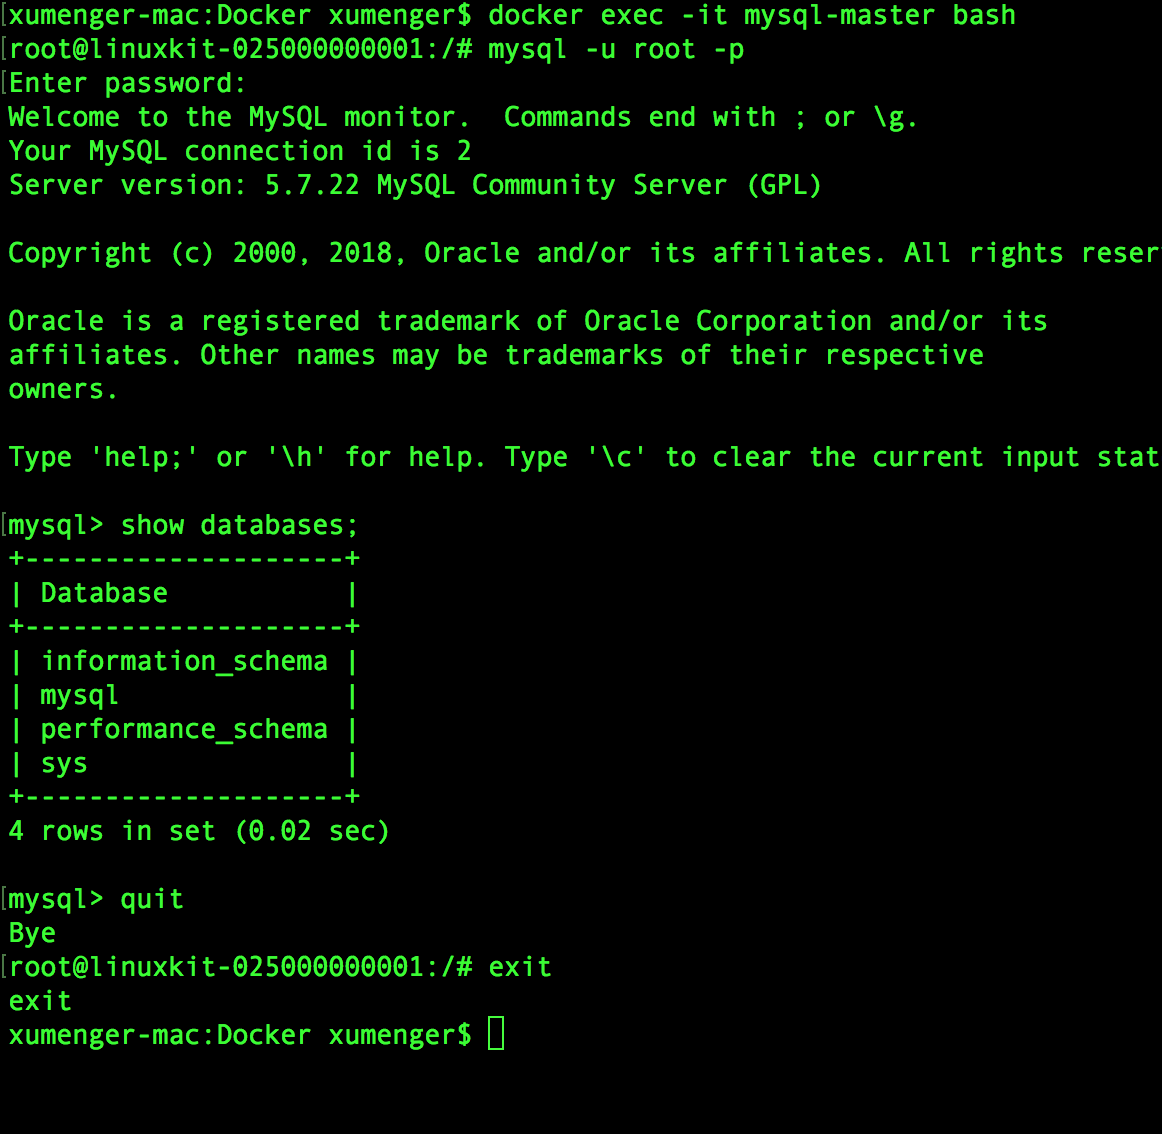 [xumenger-mac:Docker xumenger$ docker exec -it mysql-master bash
[root@linuxkit-025000000001:/# mysql -u root -p
[Enter password:
Welcome to the MySQL monitor.  Commands end with ; or \g.
Your MySQL connection id is 2
Server version: 5.7.22 MySQL Community Server (GPL)

Copyright (c) 2000, 2018, Oracle and/or its affiliates. All rights reser

Oracle is a registered trademark of Oracle Corporation and/or its
affiliates. Other names may be trademarks of their respective
owners.

Type 'help;' or '\h' for help. Type '\c' to clear the current input stat

[mysql> show databases;
+--------------------+
| Database           |
+--------------------+
| information_schema |
| mysql              |
| performance_schema |
| sys                |
+--------------------+
4 rows in set (0.02 sec)

[mysql> quit
Bye
[root@linuxkit-025000000001:/# exit
exit
xumenger-mac:Docker xumenger$